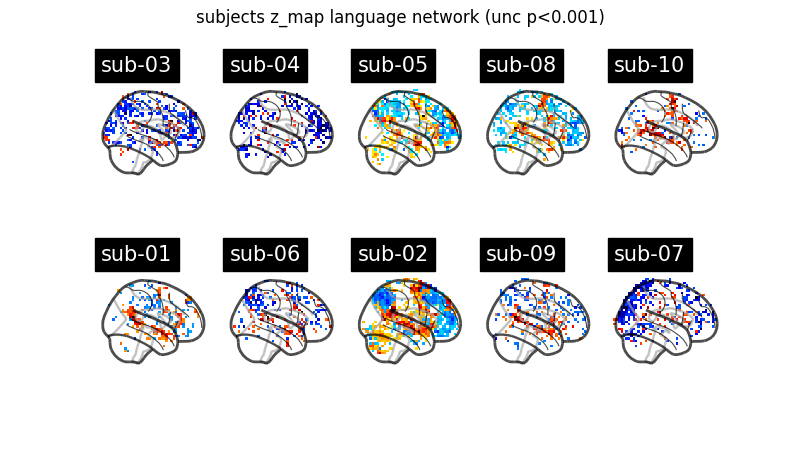 subjects z_map language network (unc p<0.001)
sub-03 sub-04 sub-05 sub-08 sub-10
sub-01 sub-06 sub-02 sub-09 sub-07